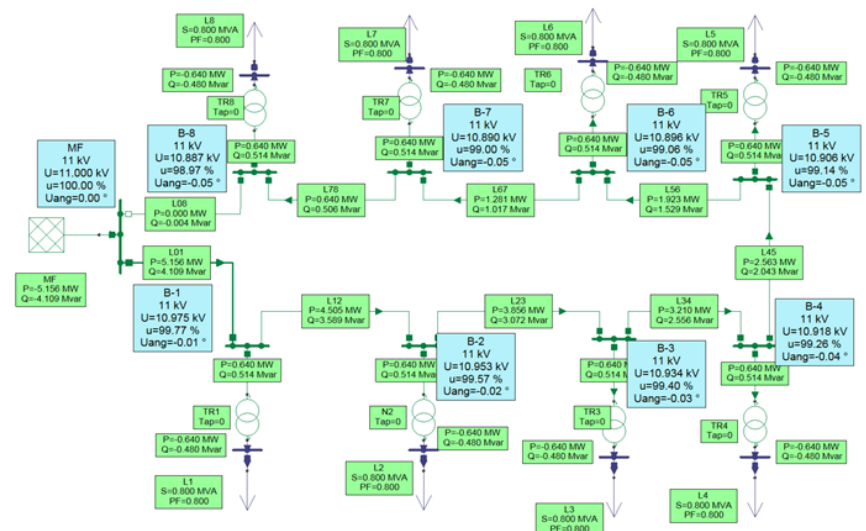 L8
S=0.800 MVA
PF=0.800
L7
S=0.800 MVA
PF=0.800
L6
S=0.800 MVA
PF=0.800
L5
S=0.800 MVA
PF=0.800
P=-0.640 MW
Q=-0.480 Mvar
P=-0.640 MW
Q=-0.480 Mvar
P=-0.640 MW
Q=-0.480 Mvar
P=-0.640 MW
Q=-0.480 Mvar
TR8
Tap=0
TR7
Tap=0
TR6
Tap=0
TR5
Tap=0
MF
11 kV
U=11.000 kV
u=100.00 %
Uang=0.00 °
B-8
11 kV
U=10.887 kV
u=98.97 %
Uang=-0.05 °
P=0.640 MW
Q=0.514 Mvar
P=0.640 MW
Q=0.514 Mvar
B-7
11 kV
U=10.890 kV
u=99.00 %
Uang=-0.05 °
P=0.640 MW
Q=0.514 Mvar
B-6
11 kV
U=10.896 kV
u=99.06 %
Uang=-0.05 °
P=0.640 MW
Q=0.514 Mvar
B-5
11 kV
U=10.906 kV
u=99.14 %
Uang=-0.05 °
L08
P=0.000 MW
Q=-0.004 Mvar
L78
P=0.640 MW
Q=0.506 Mvar
L67
P=1.281 MW
Q=1.017 Mvar
L56
P=1.923 MW
Q=1.529 Mvar
MF
P=-5.156 MW
Q=-4.109 Mvar
L01
P=5.156 MW
Q=4.109 Mvar
L45
P=2.563 MW
Q=2.043 Mvar
B-1
11 kV
U=10.975 kV
u=99.77 %
Uang=-0.01 °
L12
P=4.505 MW
Q=3.589 Mvar
L23
P=3.856 MW
Q=3.072 Mvar
L34
P=3.210 MW
Q=2.556 Mvar
B-4
11 kV
U=10.918 kV
u=99.26 %
Uang=-0.04 °
P=0.640 MW
Q=0.514 Mvar
P=0.640 MW
Q=0.514 Mvar
B-2
11 kV
U=10.953 kV
u=99.57 %
Uang=-0.02 °
P=0.640
Q=0.514
B-3
11 kV
U=10.934 kV
u=99.40 %
Uang=-0.03 °
P=0.640 MW
Q=0.514 Mvar
TR1
Tap=0
N2
Tap=0
TR3
Tap=0
TR4
Tap=0
P=-0.640 MW
Q=-0.480 Mvar
P=-0.640 MW
Q=-0.480 Mvar
P=-0.640 MW
Q=-0.480 Mvar
P=-0.640 MW
Q=-0.480 Mvar
L1
S=0.800 MVA
PF=0.800
L2
S=0.800 MVA
PF=0.800
L3
S=0.800 MVA
PF=0.800
L4
S=0.800 MVA
PF=0.800